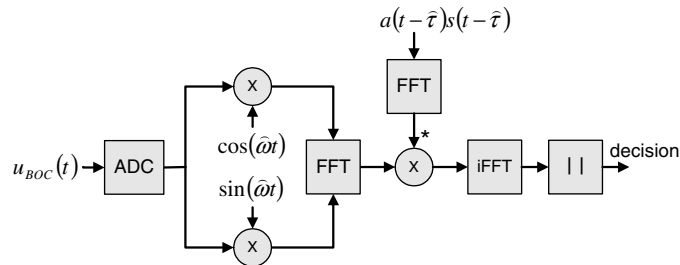 a(t−τ̂)s(t−τ̂)
x
FFT
cos(ω̂t)
*
u_BOC(t)
ADC
FFT
x
iFFT
| |
decision
sin(ω̂t)
x